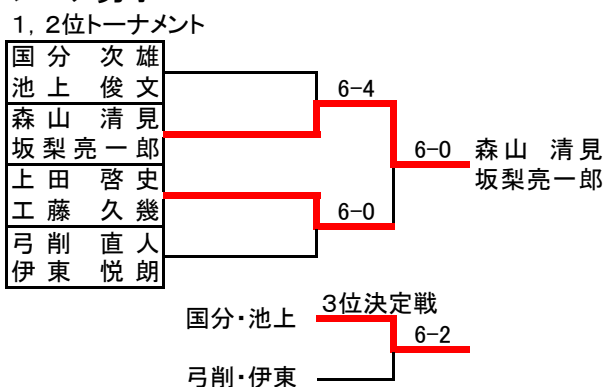 1，2位トーナメント
国分 次雄
池上 俊文
6-4
森山 清見
坂梨亮一郎
6-0 森山 清見
坂梨亮一郎
上田 啓史
工藤 久幾
6-0
弓削 直人
伊東 悦朗
3位決定戦
国分・池上
6-2
弓削・伊東